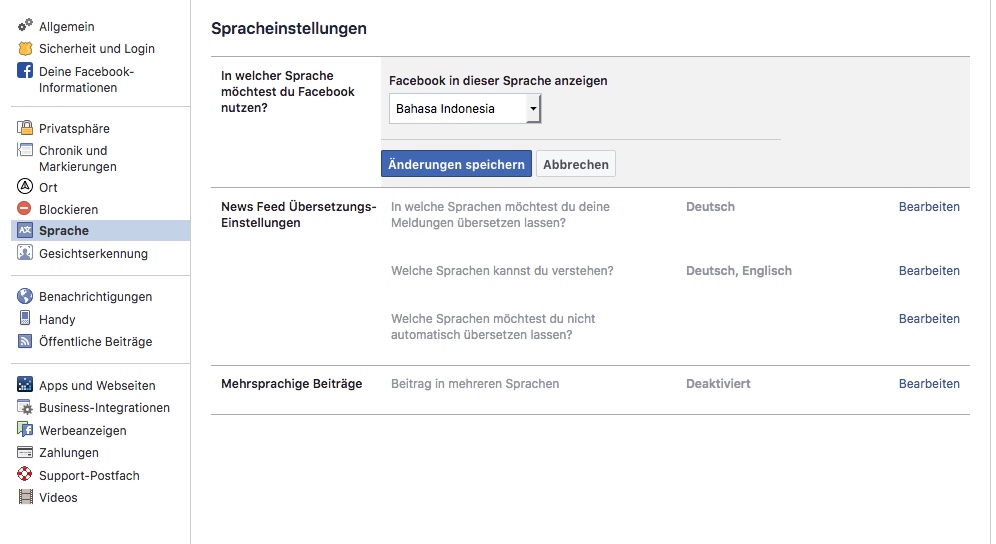 Allgemein
Sicherheit und Login
Deine Facebook-
Informationen
Privatsphäre
Chronik und
Markierungen
Ort
Blockieren
Sprache
Gesichtserkennung
Benachrichtigungen
Handy
Öffentliche Beiträge
Apps und Webseiten
Business-Integrationen
Werbeanzeigen
Zahlungen
Support-Postfach
Videos
Spracheinstellungen
In welcher Sprache
möchtest du Facebook
nutzen?
Facebook in dieser Sprache anzeigen
Bahasa Indonesia
Änderungen speichern Abbrechen
News Feed Übersetzungs-
Einstellungen
In welche Sprachen möchtest du deine
Meldungen übersetzen lassen?
Deutsch
Bearbeiten
Welche Sprachen kannst du verstehen?
Deutsch, Englisch
Bearbeiten
Welche Sprachen möchtest du nicht
automatisch übersetzen lassen?
Bearbeiten
Mehrsprachige Beiträge
Beitrag in mehreren Sprachen
Deaktiviert
Bearbeiten